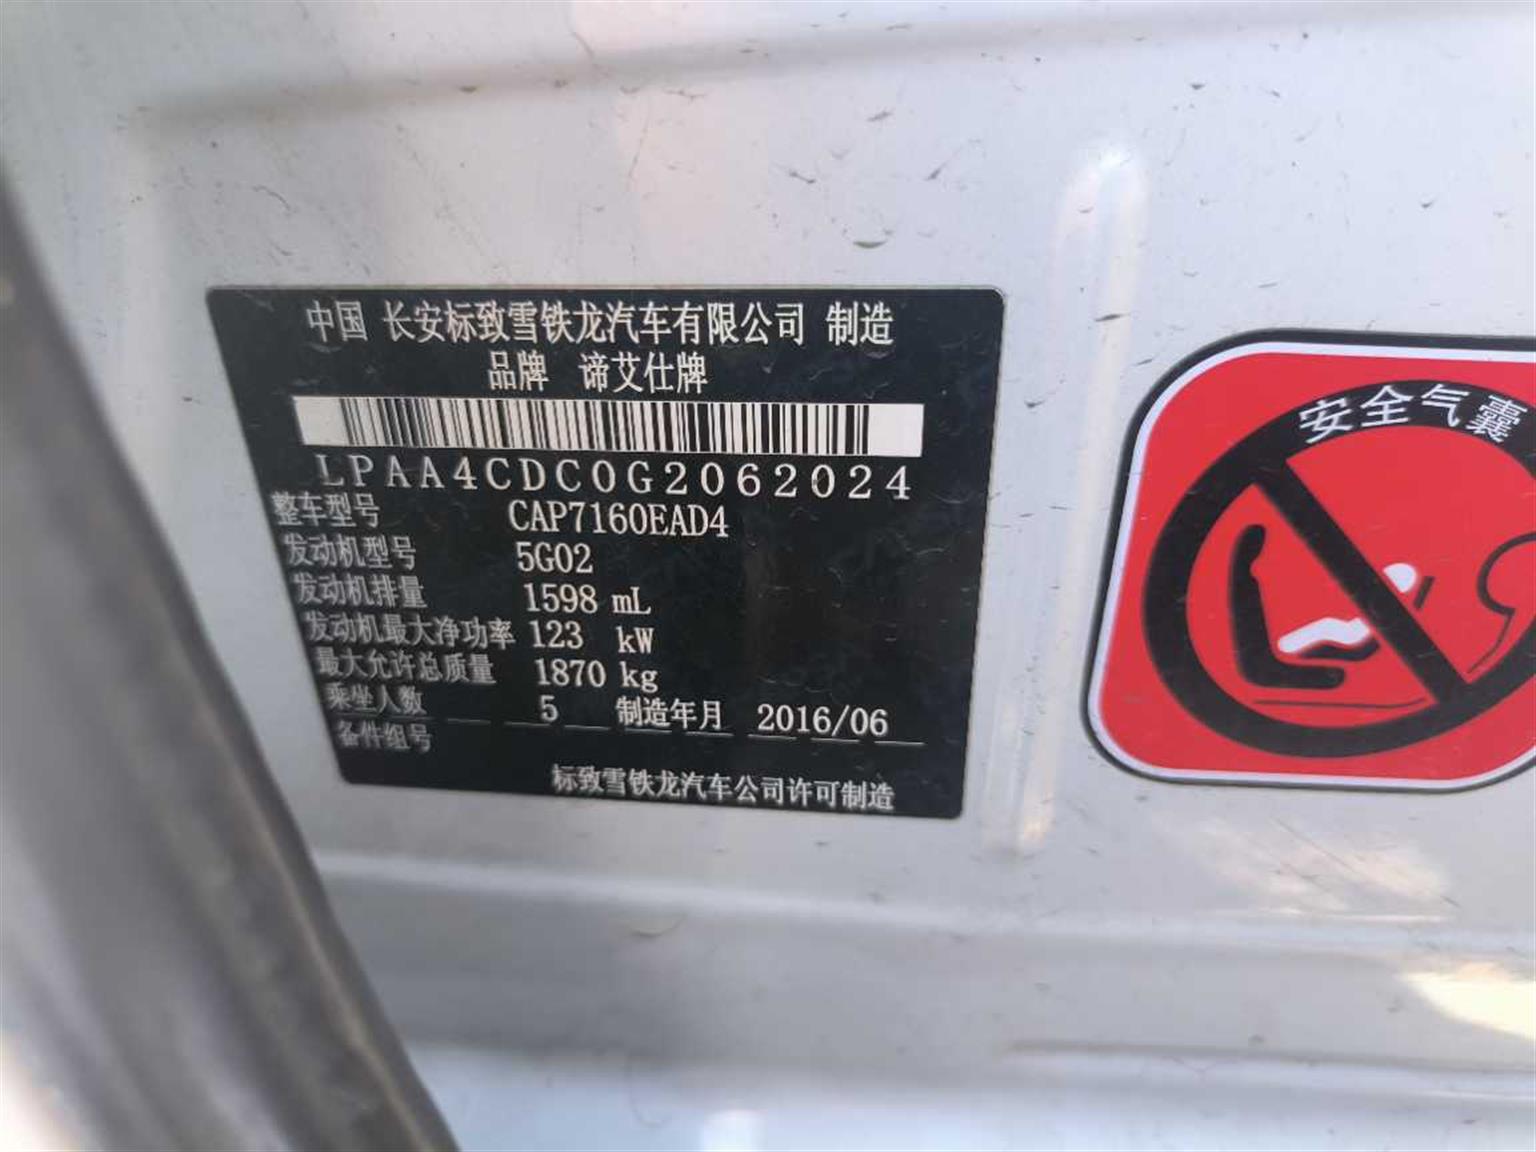 中国 长安标致雪铁龙汽车有限公司 制造
品牌 谛艾仕牌
LPAA4CDC0G2062024
整车型号 CAP7160EAD4
发动机型号 5G02
发动机排量 1598 mL
发动机最大净功率 123 kW
最大允许总质量 1870 kg
乘坐人数 5 制造年月 2016/06
备件组号
标致雪铁龙汽车公司许可制造
安全气囊